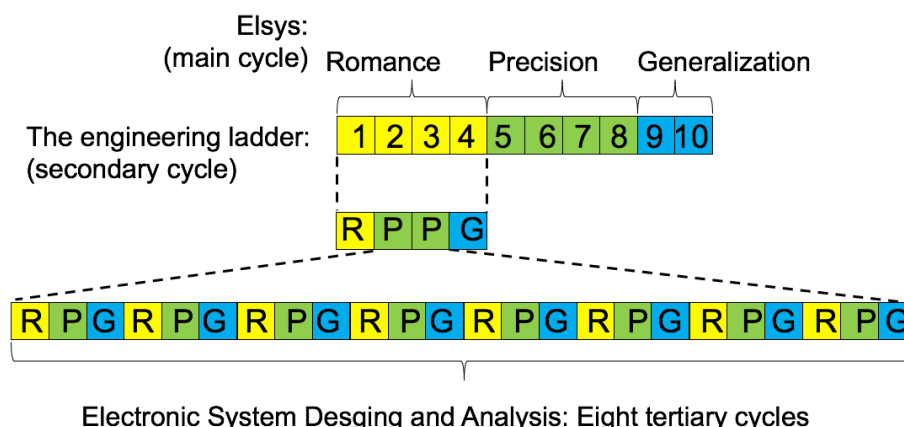 Elsys:
(main cycle)
Romance Precision Generalization
The engineering ladder:
(secondary cycle)
1 2 3 4 5 6 7 8 9 10
R P P G
R P G R P G R P G R P G R P G R P G R P G R P G
Electronic System Desging and Analysis: Eight tertiary cycles